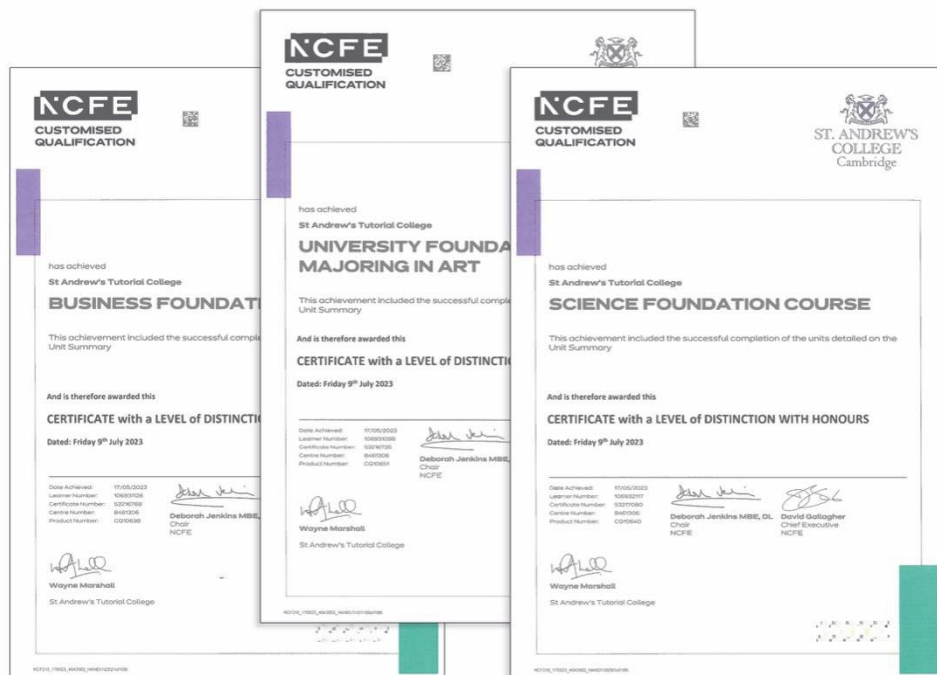 NCFE
CUSTOMISED
QUALIFICATION
has achieved
St Andrew's Tutorial College
BUSINESS FOUNDATI
This achievement included the successful comple
Unit Summary
And is therefore awarded this
CERTIFICATE with a LEVEL of DISTINCTIO
Dated: Friday 9th July 2023
Date Achieved: 17/05/2023
Learner Number:
Certificate Number:
Centre Number:
Product Number:
Deborah Jenkins MBE,
Chair
NCFE
Wayne Marshall
St Andrew's Tutorial College
NCFE
CUSTOMISED
QUALIFICATION
has achieved
St Andrew's Tutorial College
UNIVERSITY FOUNDA
MAJORING IN ART
This achievement included the successful comple
Unit Summary
And is therefore awarded this
CERTIFICATE with a LEVEL of DISTINCTIO
Dated: Friday 9th July 2023
Date Achieved: 17/05/2023
Learner Number:
Certificate Number:
Centre Number:
Product Number:
Deborah Jenkins MBE,
Chair
NCFE
Wayne Marshall
St Andrew's Tutorial College
NCFE
CUSTOMISED
QUALIFICATION
ST. ANDREW'S
COLLEGE
Cambridge
has achieved
St Andrew's Tutorial College
SCIENCE FOUNDATION COURSE
This achievement included the successful completion of the units detailed on the
Unit Summary
And is therefore awarded this
CERTIFICATE with a LEVEL of DISTINCTION WITH HONOURS
Dated: Friday 9th July 2023
Date Achieved: 17/05/2023
Learner Number:
Certificate Number:
Centre Number:
Product Number:
Deborah Jenkins MBE, DL
Chair
NCFE
David Gallagher
Chief Executive
NCFE
Wayne Marshall
St Andrew's Tutorial College